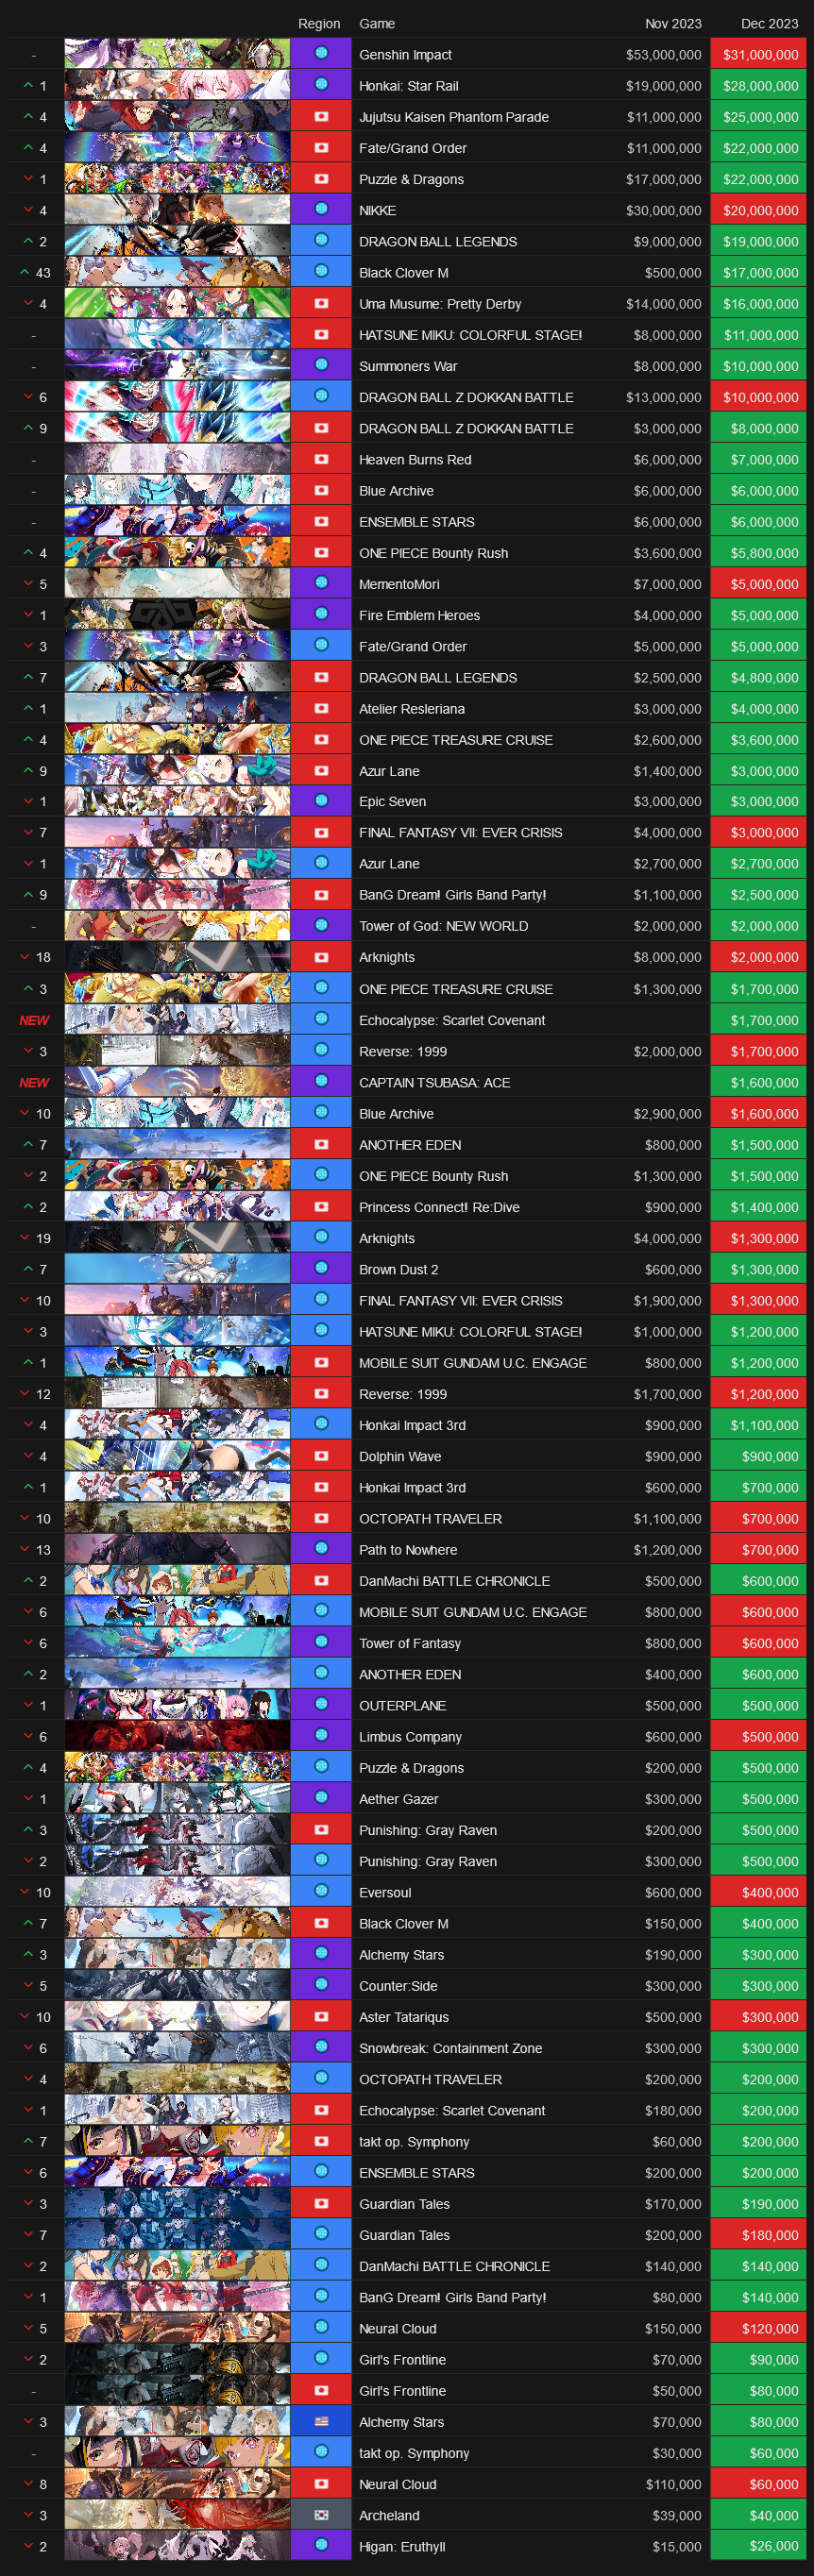 Region Game Nov 2023 Dec 2023
- Genshin Impact $53,000,000 $31,000,000
1 Honkai: Star Rail $19,000,000 $28,000,000
4 Jujutsu Kaisen Phantom Parade $11,000,000 $25,000,000
4 Fate/Grand Order $11,000,000 $22,000,000
1 Puzzle & Dragons $17,000,000 $22,000,000
4 NIKKE $30,000,000 $20,000,000
2 DRAGON BALL LEGENDS $9,000,000 $19,000,000
43 Black Clover M $500,000 $17,000,000
4 Uma Musume: Pretty Derby $14,000,000 $16,000,000
- HATSUNE MIKU: COLORFUL STAGE! $8,000,000 $11,000,000
- Summoners War $8,000,000 $10,000,000
6 DRAGON BALL Z DOKKAN BATTLE $13,000,000 $10,000,000
9 DRAGON BALL Z DOKKAN BATTLE $3,000,000 $8,000,000
- Heaven Burns Red $6,000,000 $7,000,000
- Blue Archive $6,000,000 $6,000,000
- ENSEMBLE STARS $6,000,000 $6,000,000
4 ONE PIECE Bounty Rush $3,600,000 $5,800,000
5 MementoMori $7,000,000 $5,000,000
1 Fire Emblem Heroes $4,000,000 $5,000,000
3 Fate/Grand Order $5,000,000 $5,000,000
7 DRAGON BALL LEGENDS $2,500,000 $4,800,000
1 Atelier Resleriana $3,000,000 $4,000,000
4 ONE PIECE TREASURE CRUISE $2,600,000 $3,600,000
9 Azur Lane $1,400,000 $3,000,000
1 Epic Seven $3,000,000 $3,000,000
7 FINAL FANTASY VII: EVER CRISIS $4,000,000 $3,000,000
1 Azur Lane $2,700,000 $2,700,000
9 BanG Dream! Girls Band Party! $1,100,000 $2,500,000
- Tower of God: NEW WORLD $2,000,000 $2,000,000
18 Arknights $8,000,000 $2,000,000
3 ONE PIECE TREASURE CRUISE $1,300,000 $1,700,000
NEW Echocalypse: Scarlet Covenant $1,700,000
3 Reverse: 1999 $2,000,000 $1,700,000
NEW CAPTAIN TSUBASA: ACE $1,600,000
10 Blue Archive $2,900,000 $1,600,000
7 ANOTHER EDEN $800,000 $1,500,000
2 ONE PIECE Bounty Rush $1,300,000 $1,500,000
2 Princess Connect! Re:Dive $900,000 $1,400,000
19 Arknights $4,000,000 $1,300,000
7 Brown Dust 2 $600,000 $1,300,000
10 FINAL FANTASY VII: EVER CRISIS $1,900,000 $1,300,000
3 HATSUNE MIKU: COLORFUL STAGE! $1,000,000 $1,200,000
1 MOBILE SUIT GUNDAM U.C. ENGAGE $800,000 $1,200,000
12 Reverse: 1999 $1,700,000 $1,200,000
4 Honkai Impact 3rd $900,000 $1,100,000
4 Dolphin Wave $900,000 $900,000
1 Honkai Impact 3rd $600,000 $700,000
10 OCTOPATH TRAVELER $1,100,000 $700,000
13 Path to Nowhere $1,200,000 $700,000
2 DanMachi BATTLE CHRONICLE $500,000 $600,000
6 MOBILE SUIT GUNDAM U.C. ENGAGE $800,000 $600,000
6 Tower of Fantasy $800,000 $600,000
2 ANOTHER EDEN $400,000 $600,000
1 OUTERPLANE $500,000 $500,000
6 Limbus Company $600,000 $500,000
4 Puzzle & Dragons $200,000 $500,000
1 Aether Gazer $300,000 $500,000
3 Punishing: Gray Raven $200,000 $500,000
2 Punishing: Gray Raven $300,000 $500,000
10 Eversoul $600,000 $400,000
7 Black Clover M $150,000 $400,000
3 Alchemy Stars $190,000 $300,000
5 Counter:Side $300,000 $300,000
10 Aster Tatariqus $500,000 $300,000
6 Snowbreak: Containment Zone $300,000 $300,000
4 OCTOPATH TRAVELER $200,000 $200,000
1 Echocalypse: Scarlet Covenant $180,000 $200,000
7 takt op. Symphony $60,000 $200,000
6 ENSEMBLE STARS $200,000 $200,000
3 Guardian Tales $170,000 $190,000
7 Guardian Tales $200,000 $180,000
2 DanMachi BATTLE CHRONICLE $140,000 $140,000
1 BanG Dream! Girls Band Party! $80,000 $140,000
5 Neural Cloud $150,000 $120,000
2 Girl's Frontline $70,000 $90,000
- Girl's Frontline $50,000 $80,000
3 Alchemy Stars $70,000 $80,000
- takt op. Symphony $30,000 $60,000
8 Neural Cloud $110,000 $60,000
3 Archeland $39,000 $40,000
2 Higan: Eruthyll $15,000 $26,000